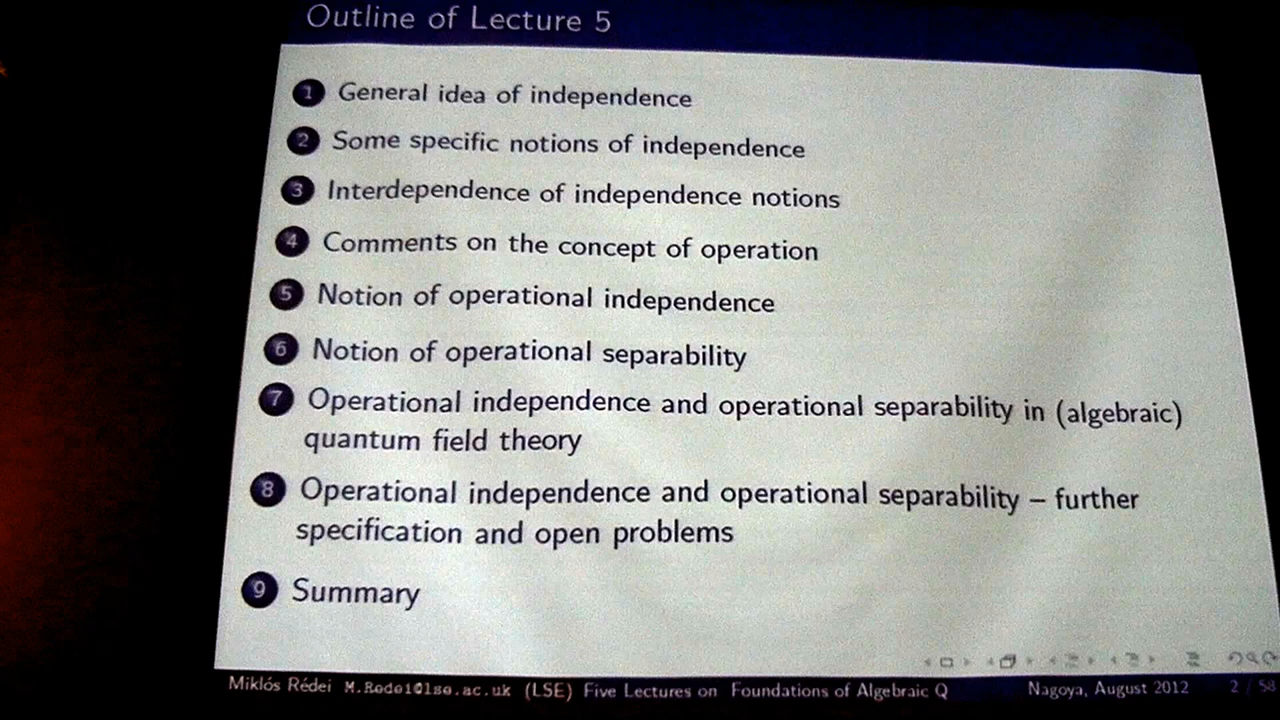 Outline of Lecture 5
1 General idea of independence
2 Some specific notions of independence
3 Interdependence of independence notions
4 Comments on the concept of operation
5 Notion of operational independence
6 Notion of operational separability
7 Operational independence and operational separability in (algebraic)
quantum field theory
8 Operational independence and operational separability – further
specification and open problems
9 Summary
Miklós Rédei M.Redei@lse.ac.uk (LSE) Five Lectures on Foundations of Algebraic Q Nagoya, August 2012 2 / 58